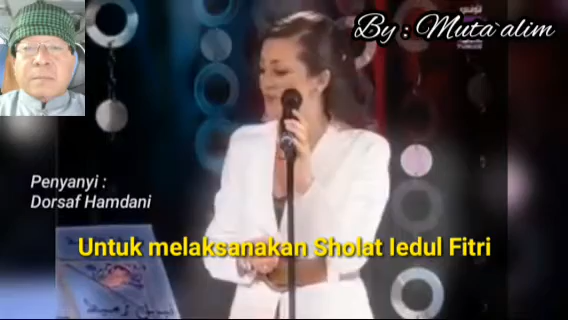 By : Muta`alim
Penyanyi :
Dorsaf Hamdani
Untuk melaksanakan Sholat Iedul Fitri